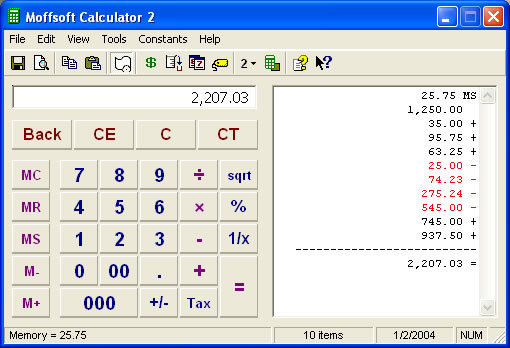 Moffsoft Calculator 2
File Edit View Tools Constants Help
$ 2
2,207.03
Back CE C CT
MC 7 8 9 ÷ sqrt
MR 4 5 6 × %
MS 1 2 3 - 1/x
M- 0 00 . + =
M+ 000 +/- Tax
25.75 MS
1,250.00
35.00 +
95.75 +
63.25 +
25.00 -
74.23 -
275.24 -
545.00 -
745.00 +
937.50 +
2,207.03 =
Memory = 25.75 10 items 1/2/2004 NUM